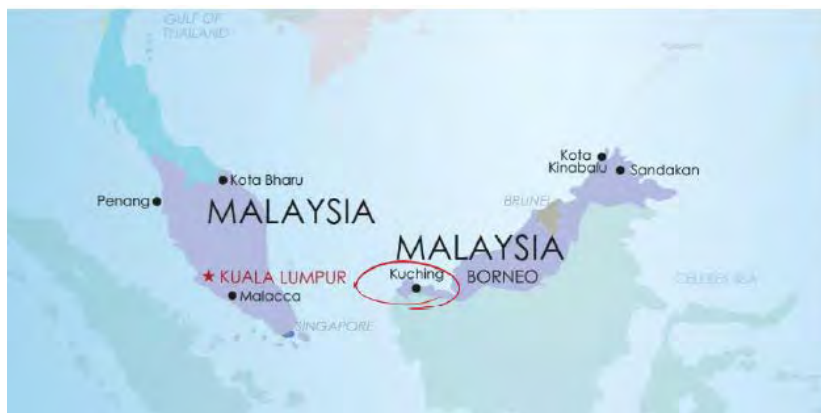 GULF OF
THAILAND
Kota
Kinabalu
Sandakan
Kota Bharu
Penang
MALAYSIA
BRUNEI
MALAYSIA
KUALA LUMPUR
Kuching
BORNEO
CELEBES SEA
Malacca
SINGAPORE